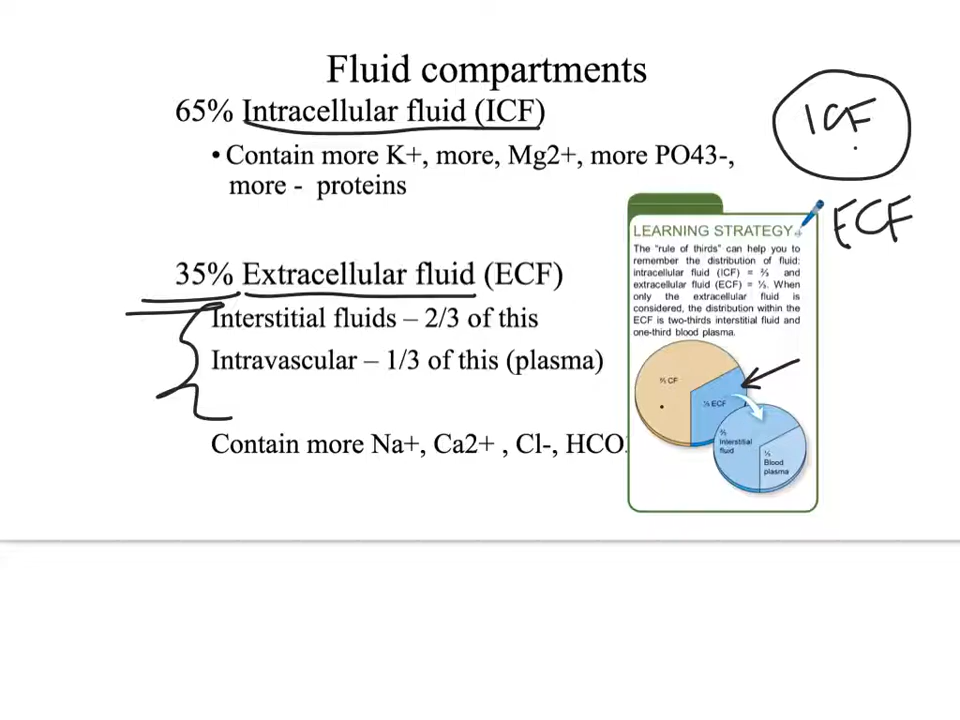 Fluid compartments
65% Intracellular fluid (ICF)
• Contain more K+, more, Mg2+, more PO43-,
more - proteins
35% Extracellular fluid (ECF)
Interstitial fluids – 2/3 of this
Intravascular – 1/3 of this (plasma)
Contain more Na+, Ca2+ , Cl-, HCO
ICF
ECF
LEARNING STRATEGY
The "rule of thirds" can help you to
remember the distribution of fluid:
intracellular fluid (ICF) = ⅔ and
extracellular fluid (ECF) = ⅓. When
only the extracellular fluid is
considered, the distribution within the
ECF is two-thirds interstitial fluid and
one-third blood plasma.
⅔ CF
⅓ ECF
⅔
Interstitial
fluid
⅓
Blood
plasma